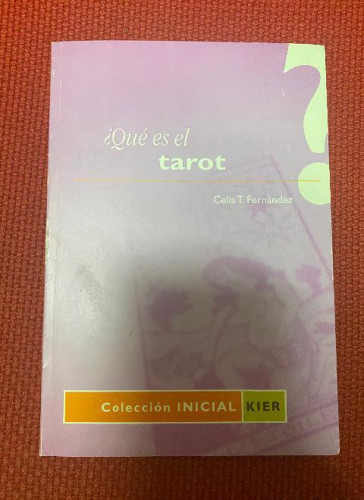 ¿Qué es el
tarot
?
Celia T. Fernández
Colección INICIAL KIER